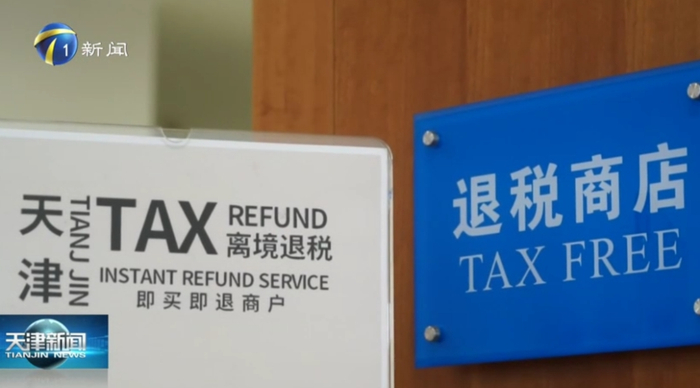 1 新闻
天津
TIANJIN
TAX
REFUND
离境退税
INSTANT REFUND SERVICE
即买即退商户
退税商店
TAX FREE
天津新闻
TIANJIN NEWS